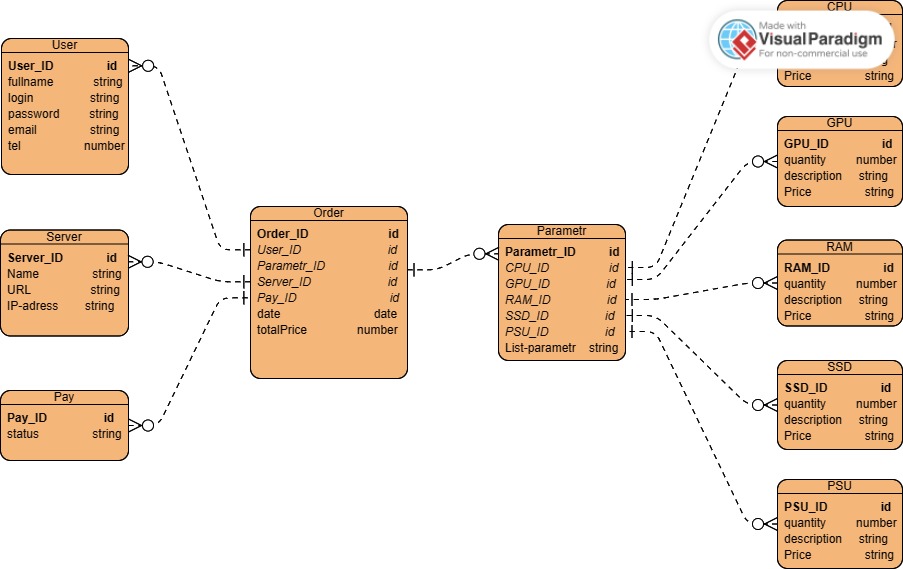 CPU
Made with
VisualParadigm
For non-commercial use
Price string
User
User_ID id
fullname string
login string
password string
email string
tel number
GPU
GPU_ID id
quantity number
description string
Price string
Server
Server_ID id
Name string
URL string
IP-adress string
Order
Order_ID id
User_ID id
Parametr_ID id
Server_ID id
Pay_ID id
date date
totalPrice number
Parametr
Parametr_ID id
CPU_ID id
GPU_ID id
RAM_ID id
SSD_ID id
PSU_ID id
List-parametr string
RAM
RAM_ID id
quantity number
description string
Price string
Pay
Pay_ID id
status string
SSD
SSD_ID id
quantity number
description string
Price string
PSU
PSU_ID id
quantity number
description string
Price string